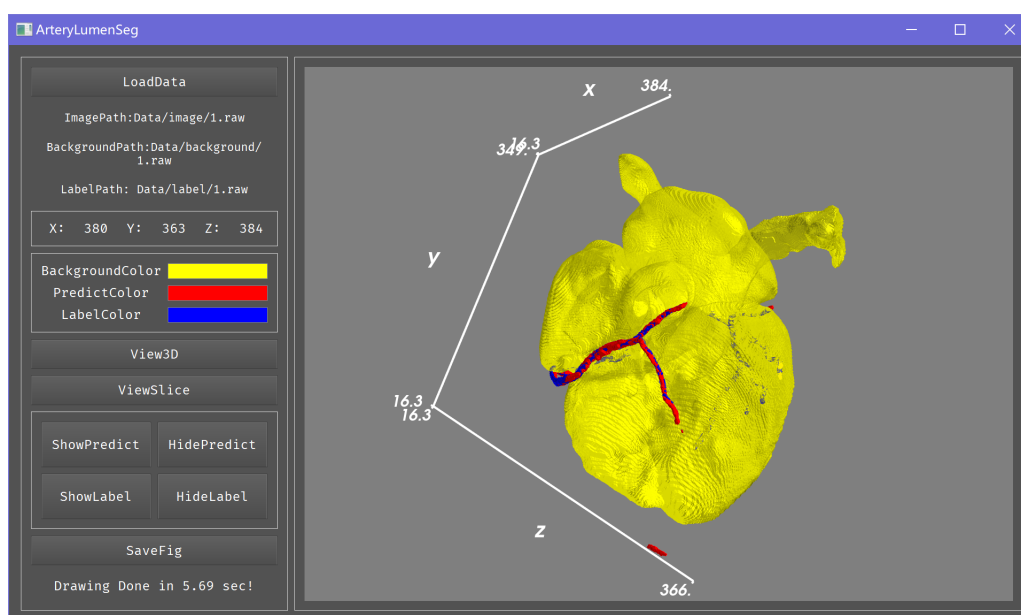 ArteryLumenSeg
LoadData
ImagePath:Data/image/1.raw
BackgroundPath:Data/background/
1.raw
LabelPath: Data/label/1.raw
X: 380 Y: 363 Z: 384
BackgroundColor
PredictColor
LabelColor
View3D
ViewSlice
ShowPredict HidePredict
ShowLabel HideLabel
SaveFig
Drawing Done in 5.69 sec!
X 384.
16.3
349.
y
16.3
16.3
z
366.